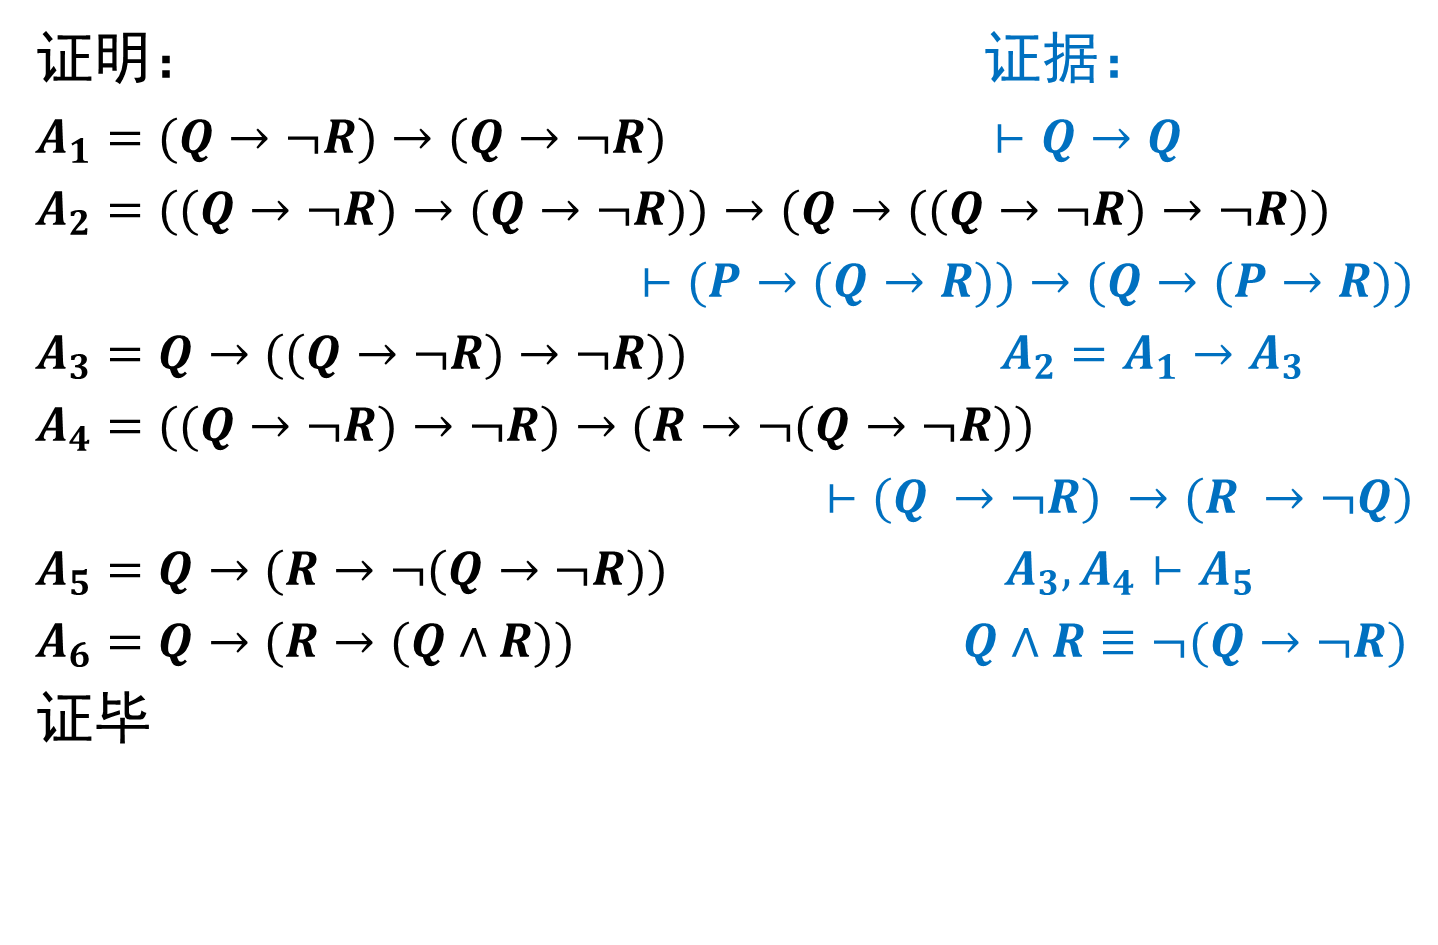 证明： 证据：
A₁ = (Q → ¬R) → (Q → ¬R) ⊢ Q → Q
A₂ = ((Q → ¬R) → (Q → ¬R)) → (Q → ((Q → ¬R) → ¬R))
⊢ (P → (Q → R)) → (Q → (P → R))
A₃ = Q → ((Q → ¬R) → ¬R)) A₂ = A₁ → A₃
A₄ = ((Q → ¬R) → ¬R) → (R → ¬(Q → ¬R))
⊢ (Q → ¬R) → (R → ¬Q)
A₅ = Q → (R → ¬(Q → ¬R)) A₃, A₄ ⊢ A₅
A₆ = Q → (R → (Q ∧ R)) Q ∧ R ≡ ¬(Q → ¬R)
证毕